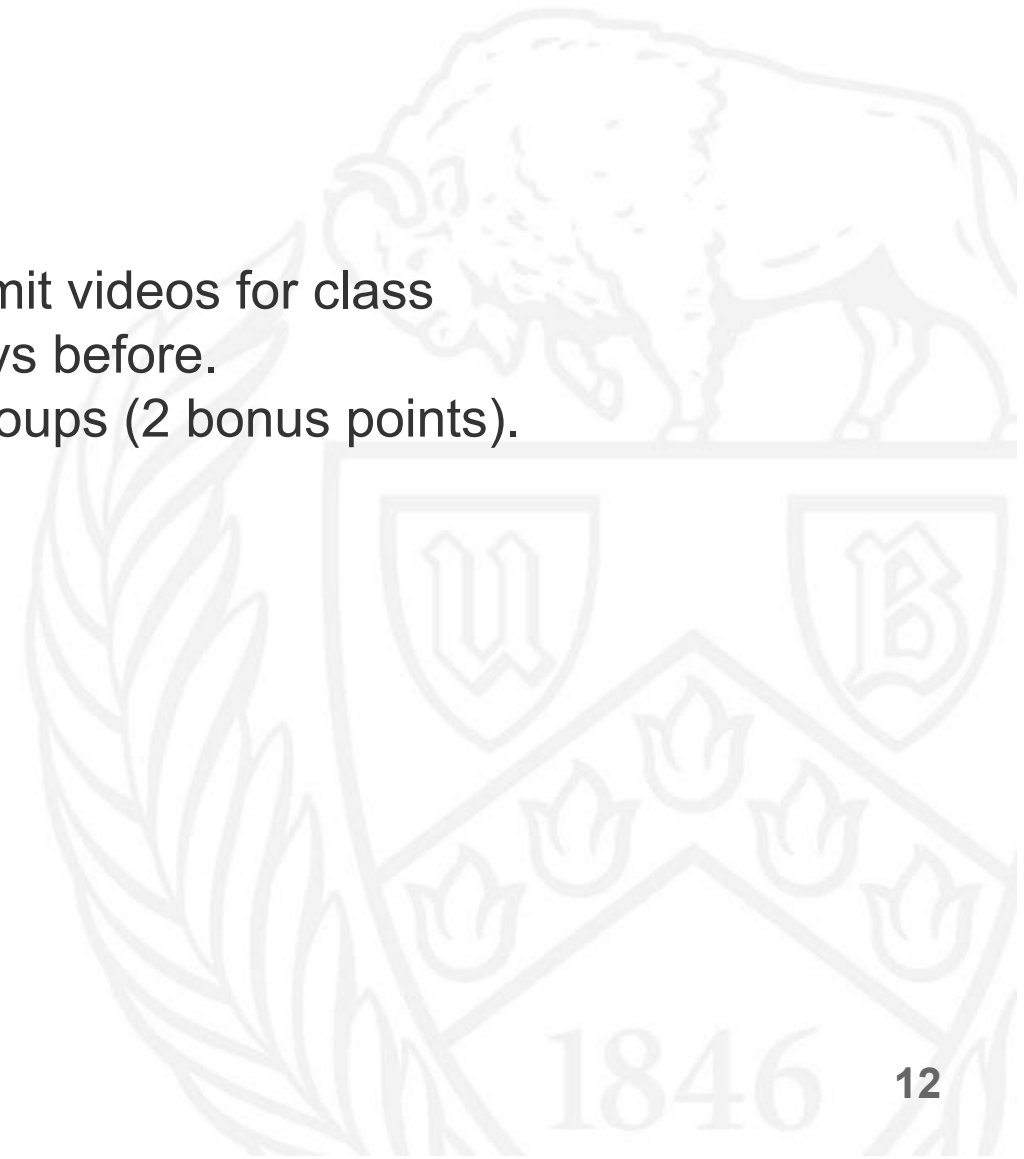 mit videos for class
ys before.
oups (2 bonus points).
U B
1846
12